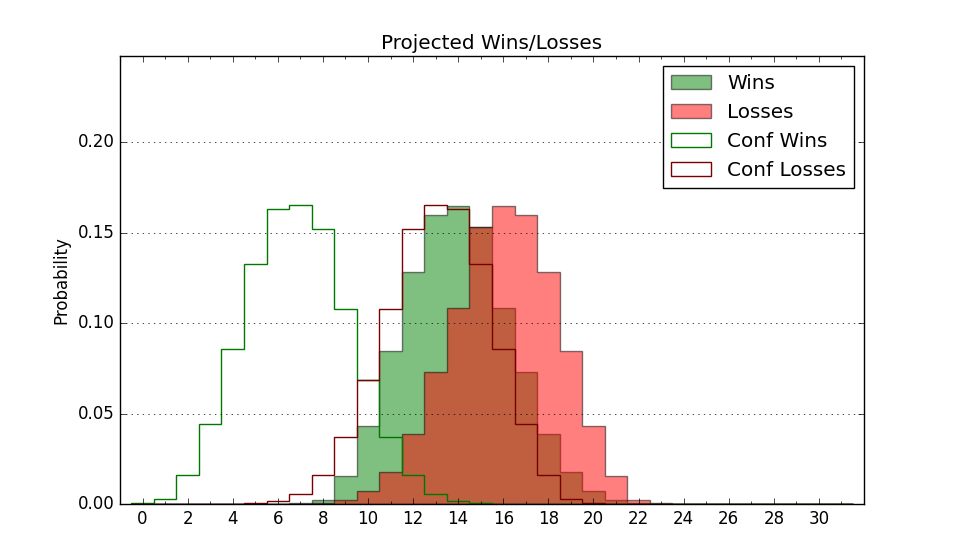 Projected Wins/Losses
Wins
Losses
Conf Wins
Conf Losses
Probability
0.20
0.15
0.10
0.05
0.00
0 2 4 6 8 10 12 14 16 18 20 22 24 26 28 30